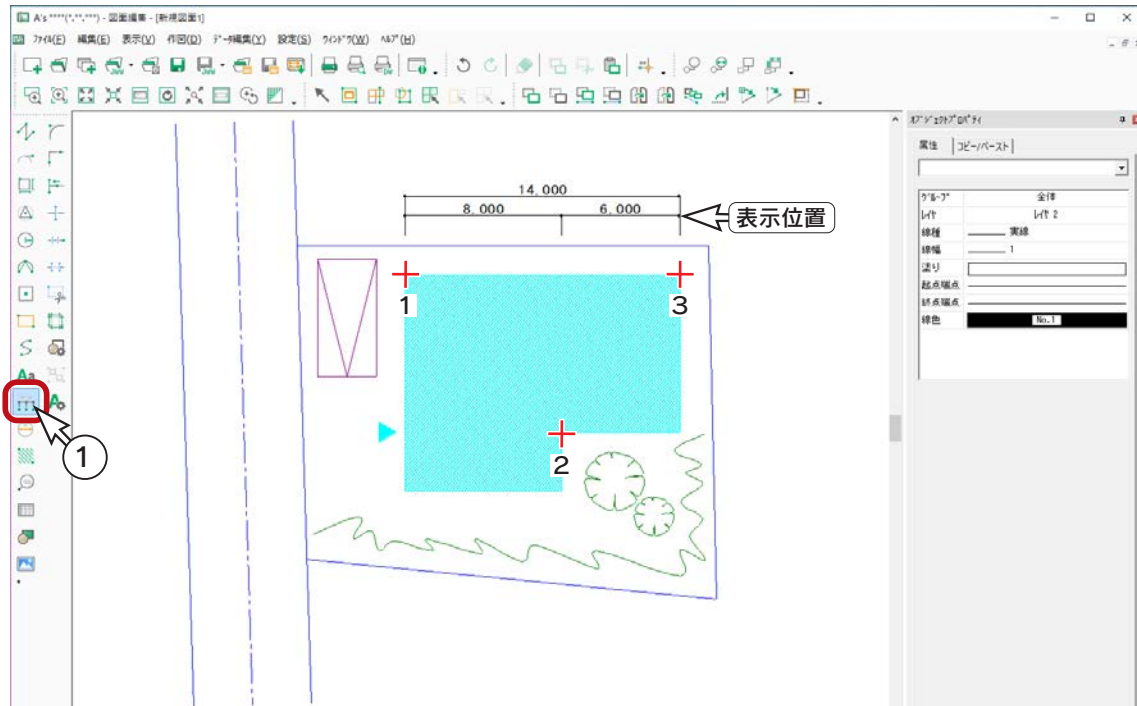 A's ****(*.**.***) - 図面編集 - [新規図面1]
ファイル(F) 編集(E) 表示(V) 作図(D) データ編集(Y) 設定(S) ウィンドウ(W) ヘルプ(H)
オブジェクトプロパティ
属性 コピー/ペースト
グループ 全体
レイヤ レイヤ 2
線種 実線
線幅 1
塗り
起点端点
終点端点
線色 No.1
14,000
8,000 6,000
表示位置
1
3
2
Aa
A
1